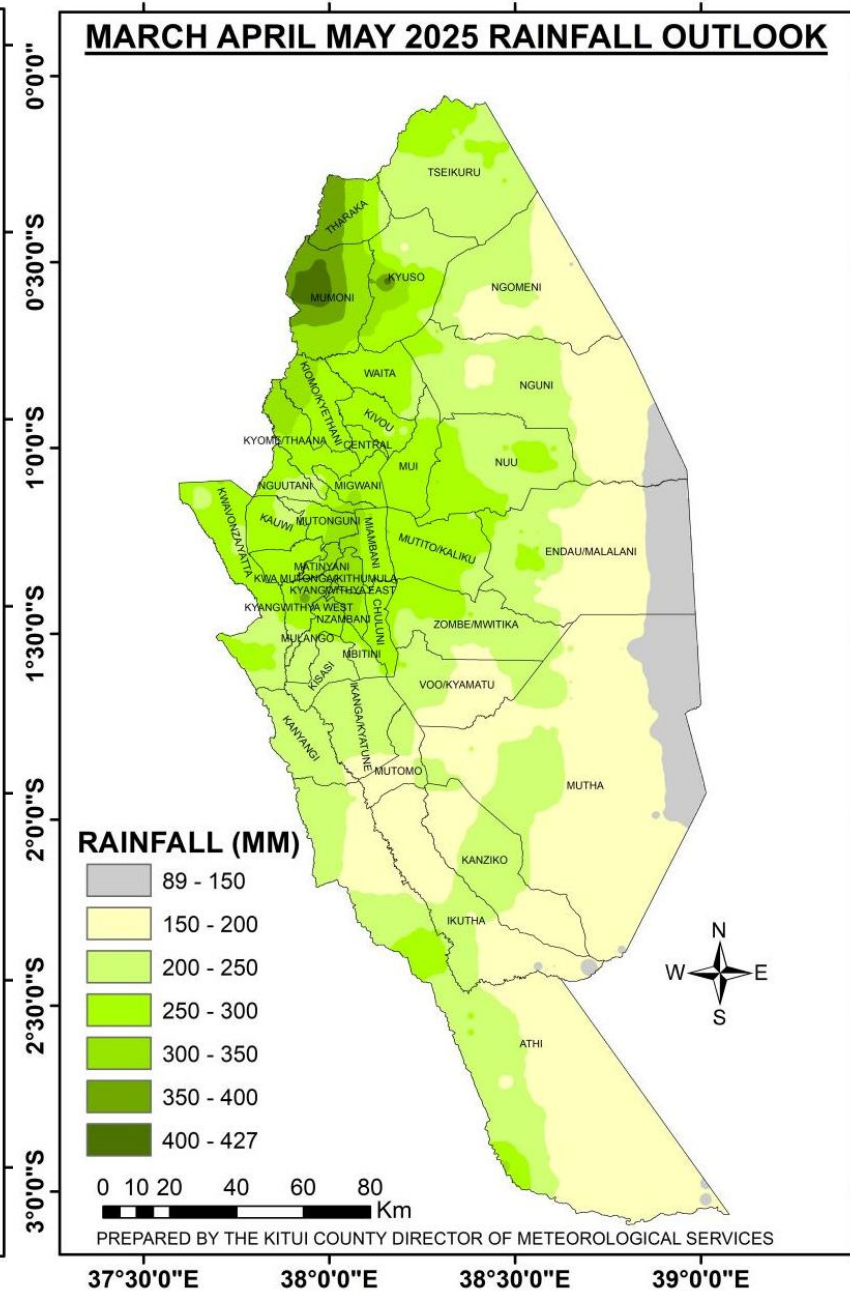 MARCH APRIL MAY 2025 RAINFALL OUTLOOK
0°0'0"
0°30'0"S
1°0'0"S
1°30'0"S
2°0'0"S
2°30'0"S
3°0'0"S
TSEIKURU
THARAKA
KYUSO
NGOMENI
MUMONI
WAITA
KIOMO/KYETHANI
NGUNI
KIVOU
KYOME/THAANA
CENTRAL
MUI
NUU
NGUUTANI
MIGWANI
KWAVONZA/YATTA
KAUWI
MUTONGUNI
MIAMBANI
MUTITO/KALIKU
ENDAU/MALALANI
MATINYANI
KWA MUTONGA/KITHUMULA
KYANGWITHYA EAST
KYANGWITHYA WEST
NZAMBANI
CHULUNI
ZOMBE/MWITIKA
MULANGO
MBITINI
KISASI
VOO/KYAMATU
KANYANGI
IKANGA/KYATUNE
MUTOMO
MUTHA
KANZIKO
IKUTHA
ATHI
RAINFALL (MM)
89 - 150
150 - 200
200 - 250
250 - 300
300 - 350
350 - 400
400 - 427
N
W E
S
0 10 20 40 60 80
Km
PREPARED BY THE KITUI COUNTY DIRECTOR OF METEOROLOGICAL SERVICES
37°30'0"E 38°0'0"E 38°30'0"E 39°0'0"E